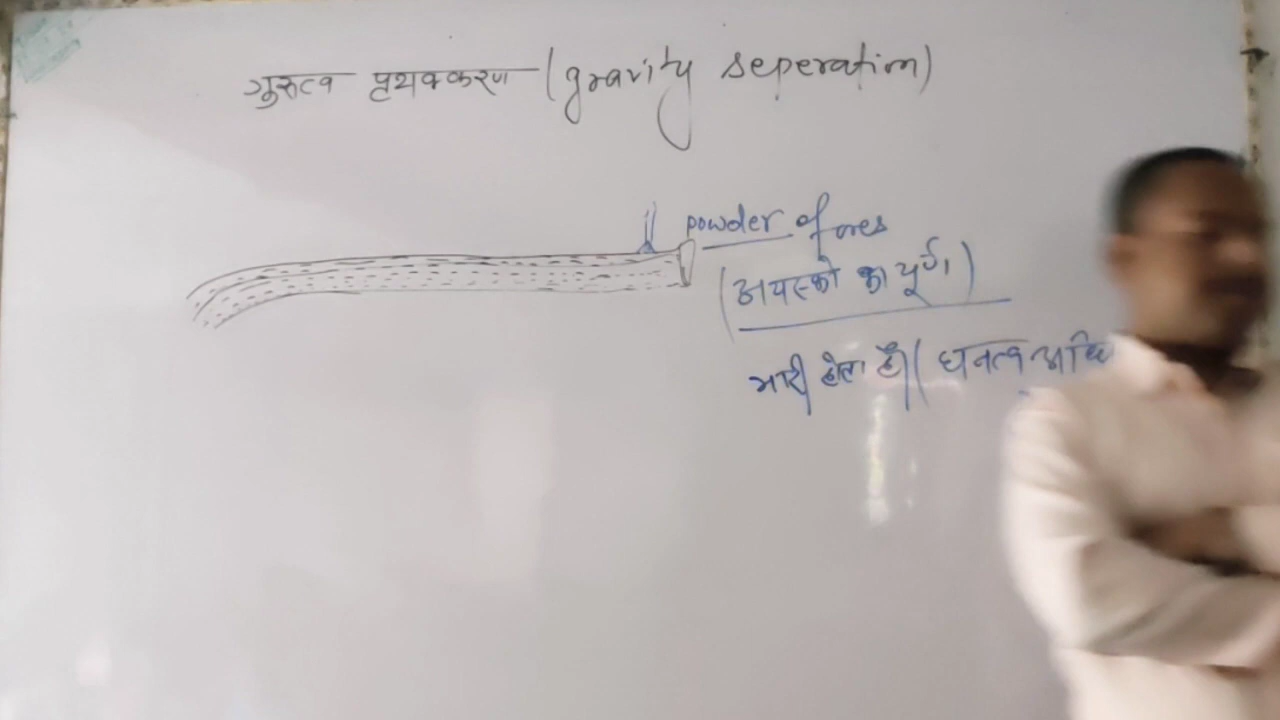 गुरुत्व पृथक्करण (gravity seperation)
powder of ores
(अयस्को का चूर्ण)
भारी होता है। ( घनत्व अधि